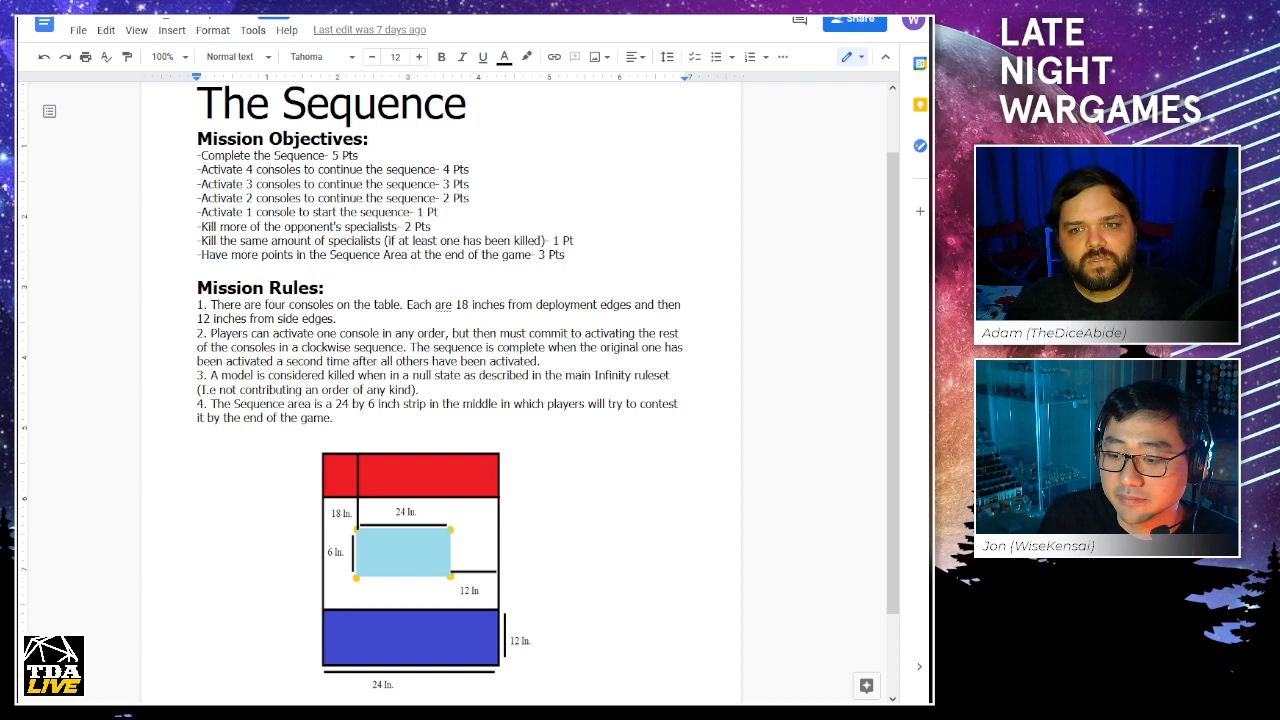 LATE
NIGHT
WARGAMES
File Edit View Insert Format Tools Help Last edit was 7 days ago
Share
W
100% Normal text Tahoma - 12 + B I U A
1 2 3 4 5 6 7
31
The Sequence
Mission Objectives:
-Complete the Sequence- 5 Pts
-Activate 4 consoles to continue the sequence- 4 Pts
-Activate 3 consoles to continue the sequence- 3 Pts
-Activate 2 consoles to continue the sequence- 2 Pts
-Activate 1 console to start the sequence- 1 Pt
-Kill more of the opponent's specialists- 2 Pts
-Kill the same amount of specialists (if at least one has been killed)- 1 Pt
-Have more points in the Sequence Area at the end of the game- 3 Pts
Mission Rules:
1. There are four consoles on the table. Each are 18 inches from deployment edges and then
12 inches from side edges.
2. Players can activate one console in any order, but then must commit to activating the rest
of the consoles in a clockwise sequence. The sequence is complete when the original one has
been activated a second time after all others have been activated.
3. A model is considered killed when in a null state as described in the main Infinity ruleset
(I.e not contributing an order of any kind).
4. The Sequence area is a 24 by 6 inch strip in the middle in which players will try to contest
it by the end of the game.
18 In.
24 In.
6 In.
12 In
12 In.
24 In.
Adam (TheDiceAbide)
Jon (WiseKensai)
TDA
LIVE